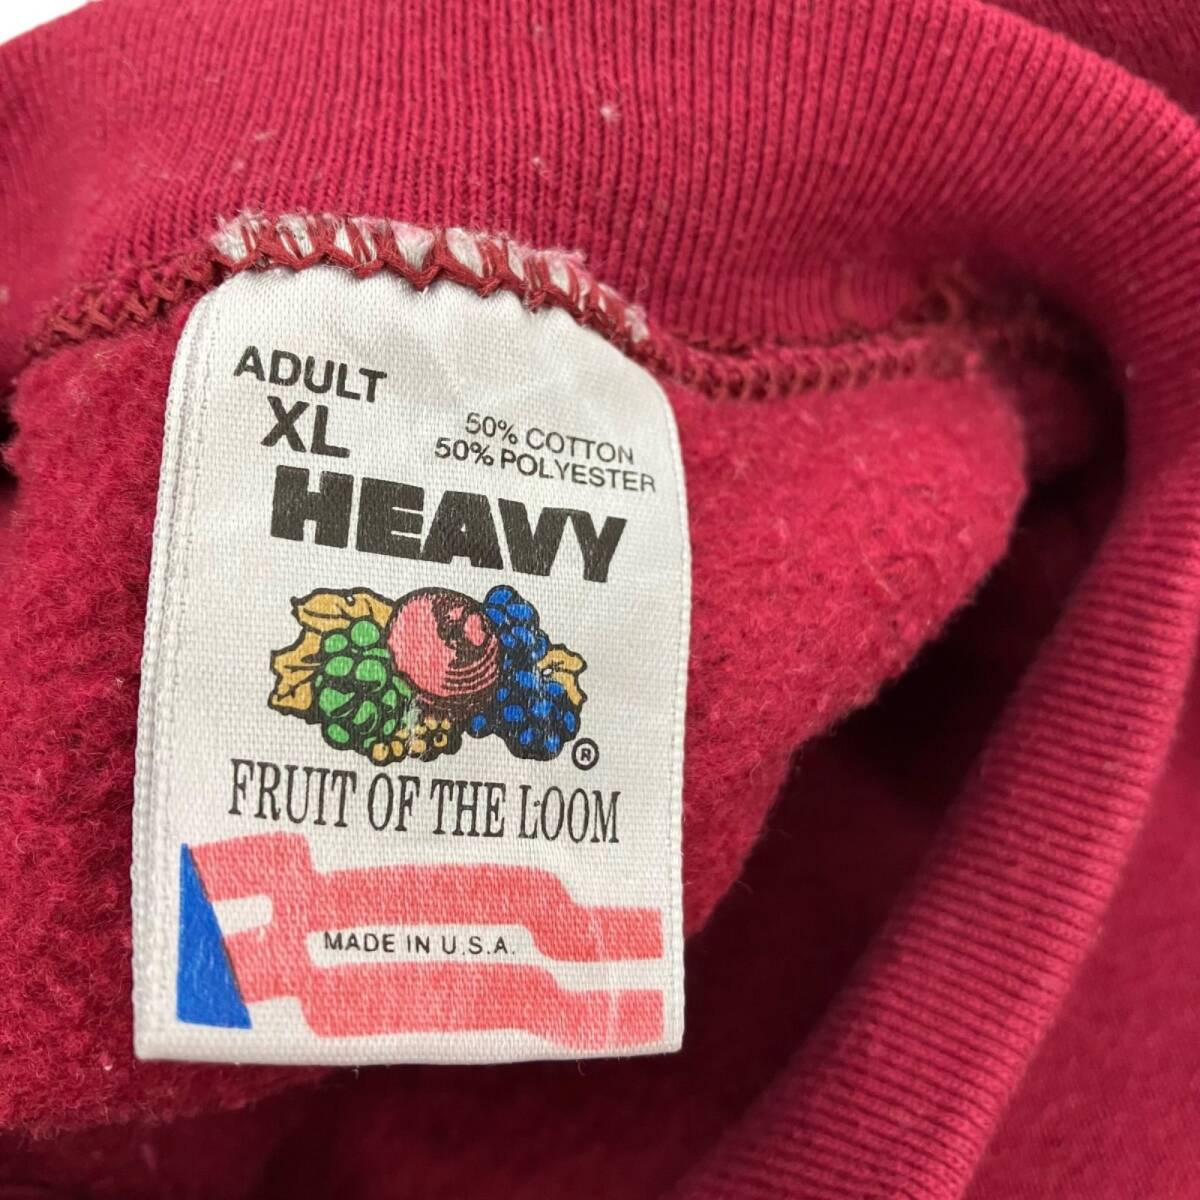 ADULT
XL
50% COTTON
50% POLYESTER
HEAVY
®
FRUIT OF THE LOOM
MADE IN U.S.A.